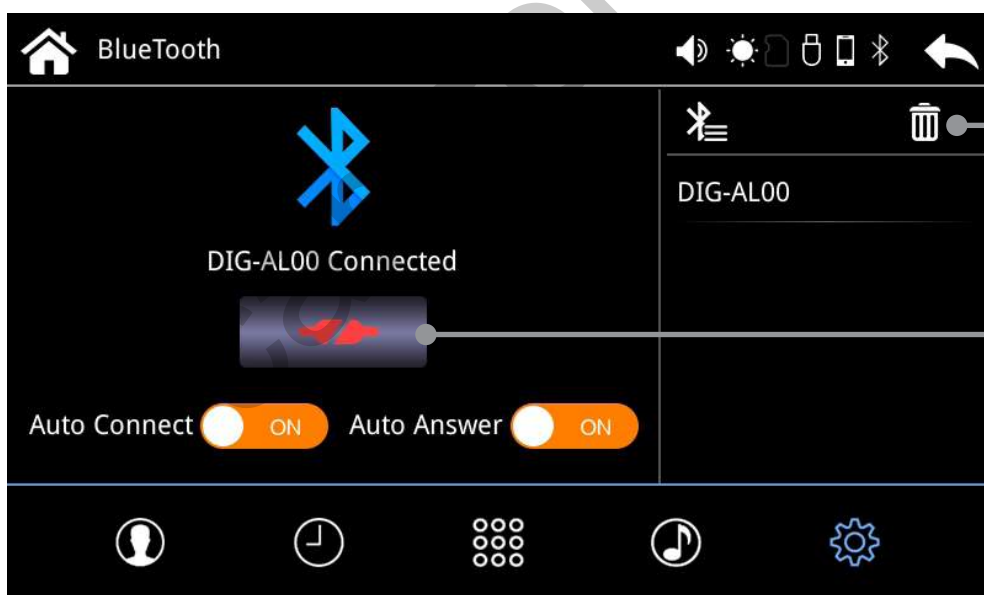 BlueTooth
DIG-AL00
DIG-AL00 Connected
Auto Connect ON Auto Answer ON